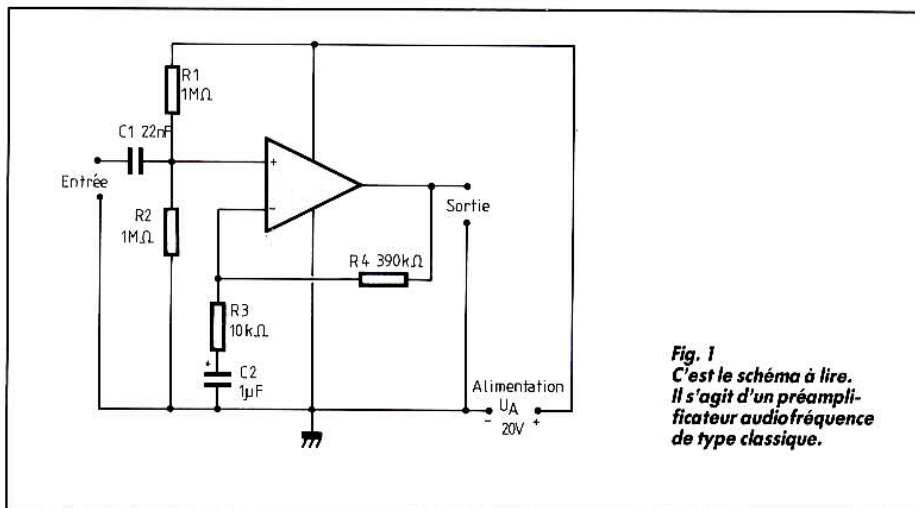 R1
1MΩ
C1 22nF
+
Entrée
−
Sortie
R2
1MΩ
R4 390kΩ
R3
10kΩ
+
C2
1µF
Alimentation
UA
− +
20V
Fig. 1
C'est le schéma à lire.
Il s'agit d'un préampli-
ficateur audiofréquence
de type classique.